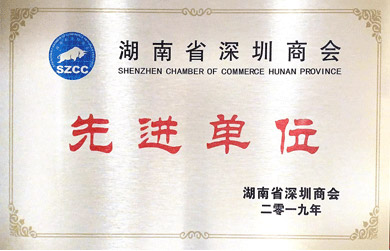 湖南省深圳商会
SZCC
SHENZHEN CHAMBER OF COMMERCE HUNAN PROVINCE
先进单位
湖南省深圳商会
二零一九年